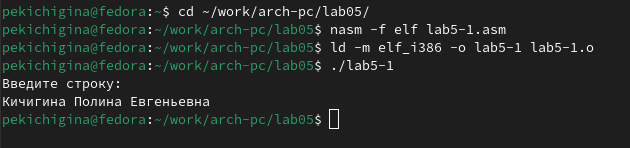 pekichigina@fedora:~$ cd ~/work/arch-pc/lab05/
pekichigina@fedora:~/work/arch-pc/lab05$ nasm -f elf lab5-1.asm
pekichigina@fedora:~/work/arch-pc/lab05$ ld -m elf_i386 -o lab5-1 lab5-1.o
pekichigina@fedora:~/work/arch-pc/lab05$ ./lab5-1
Введите строку:
Кичигина Полина Евгеньевна
pekichigina@fedora:~/work/arch-pc/lab05$